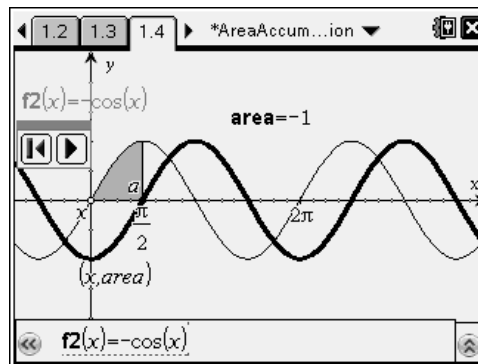 1.2 1.3 1.4 *AreaAccum...ion
y
f2(x)=-cos(x)
area=-1
a
x
x
π/2
2π
(x,area)
f2(x)=-cos(x)